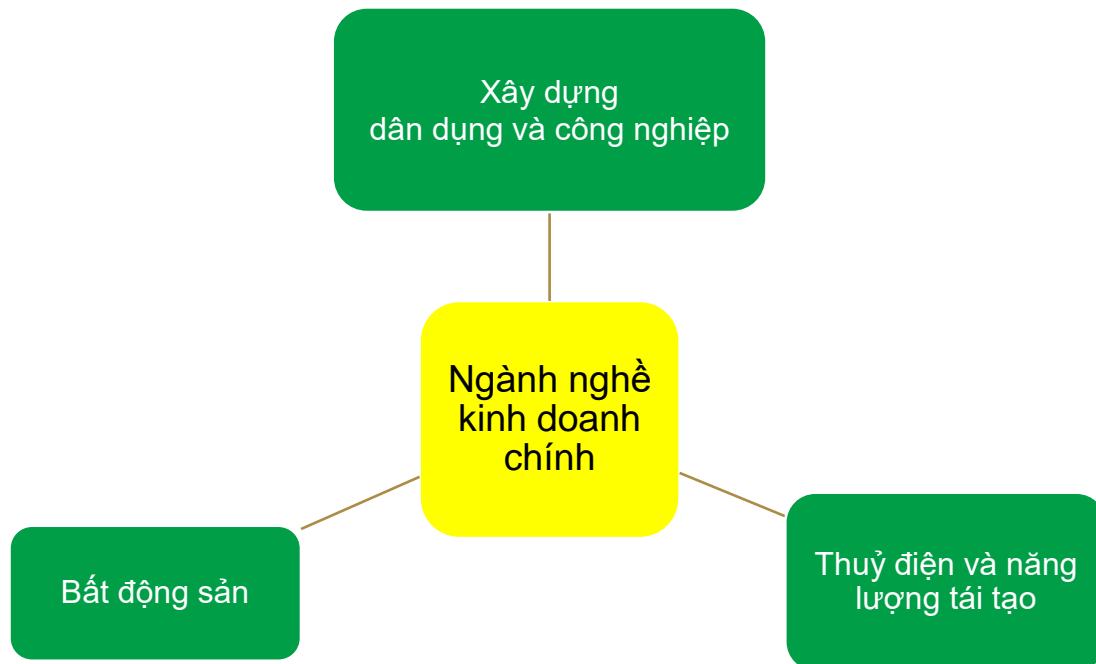 Xây dựng
dân dụng và công nghiệp
Ngành nghề
kinh doanh
chính
Bất động sản
Thuỷ điện và năng
lượng tái tạo